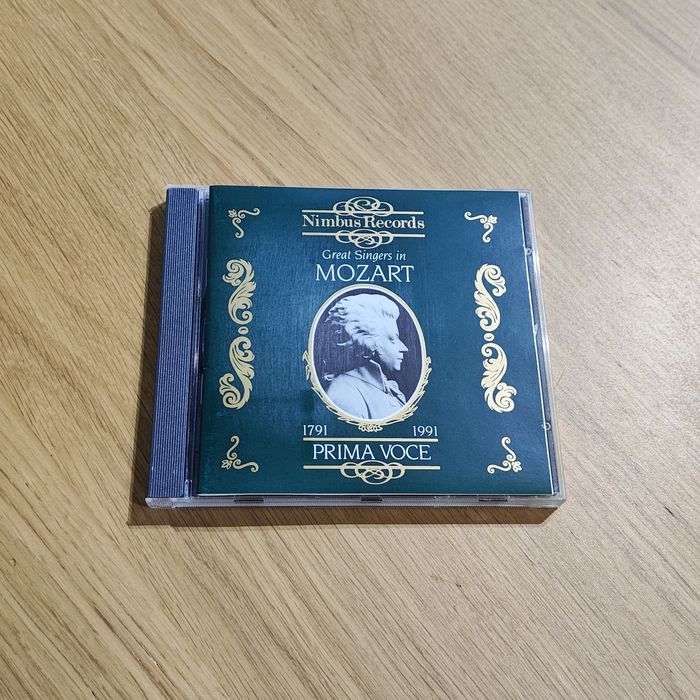 Nimbus Records
Great Singers in
MOZART
1791 1991
PRIMA VOCE